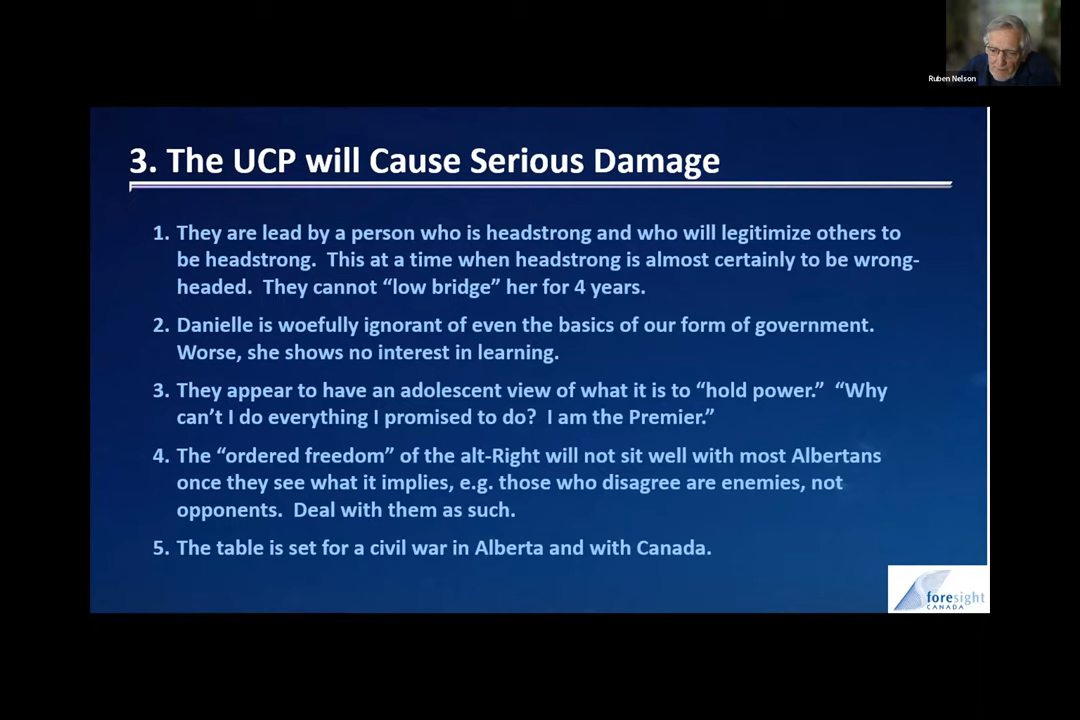 Ruben Nelson
3. The UCP will Cause Serious Damage
1. They are lead by a person who is headstrong and who will legitimize others to
be headstrong. This at a time when headstrong is almost certainly to be wrong-
headed. They cannot “low bridge” her for 4 years.
2. Danielle is woefully ignorant of even the basics of our form of government.
Worse, she shows no interest in learning.
3. They appear to have an adolescent view of what it is to “hold power.” “Why
can’t I do everything I promised to do? I am the Premier.”
4. The “ordered freedom” of the alt-Right will not sit well with most Albertans
once they see what it implies, e.g. those who disagree are enemies, not
opponents. Deal with them as such.
5. The table is set for a civil war in Alberta and with Canada.
foresight
CANADA